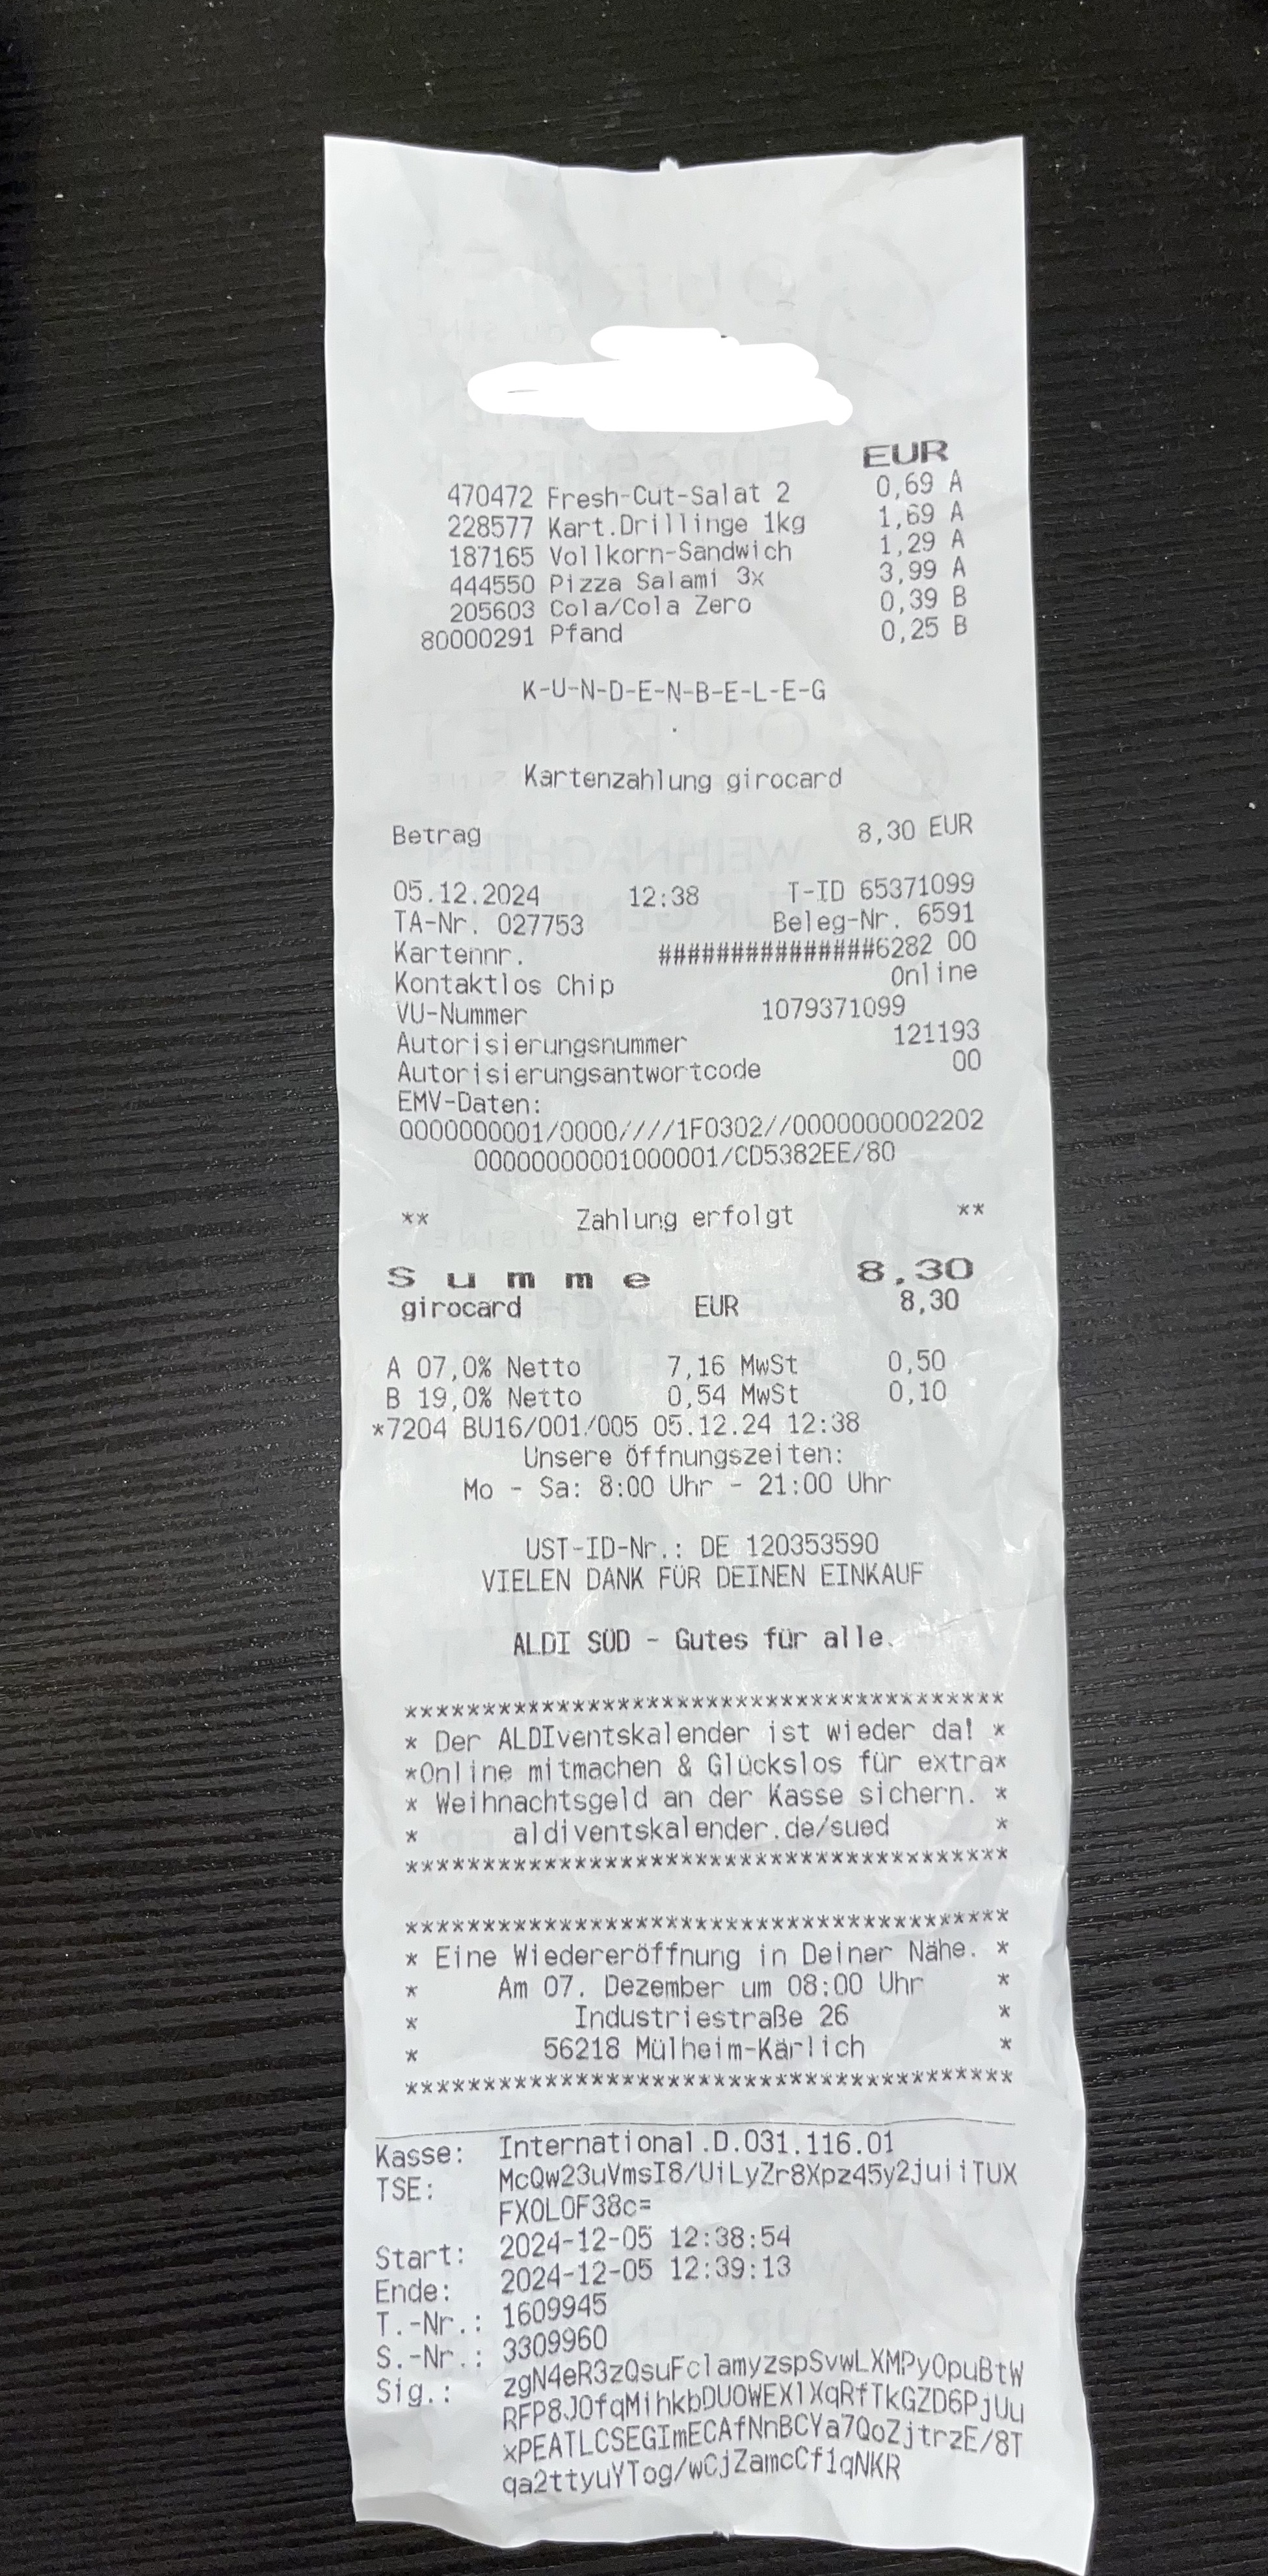 EUR
470472 Fresh-Cut-Salat 2 0,69 A
228577 Kart.Drillinge 1kg 1,69 A
187165 Vollkorn-Sandwich 1,29 A
444550 Pizza Salami 3x 3,99 A
205603 Cola/Cola Zero 0,39 B
80000291 Pfand 0,25 B
K-U-N-D-E-N-B-E-L-E-G
.
Kartenzahlung girocard
Betrag 8,30 EUR
05.12.2024 12:38 T-ID 65371099
TA-Nr. 027753 Beleg-Nr. 6591
Kartennr. ###############6282 00
Kontaktlos Chip Online
VU-Nummer 1079371099
Autorisierungsnummer 121193
Autorisierungsantwortcode 00
EMV-Daten:
0000000001/0000////1F0302//0000000002202
00000000001000001/CD5382EE/80
** Zahlung erfolgt **
Summe 8,30
girocard EUR 8,30
A 07,0% Netto 7,16 MwSt 0,50
B 19,0% Netto 0,54 MwSt 0,10
*7204 BU16/001/005 05.12.24 12:38
Unsere Öffnungszeiten:
Mo - Sa: 8:00 Uhr - 21:00 Uhr
UST-ID-Nr.: DE 120353590
VIELEN DANK FÜR DEINEN EINKAUF
ALDI SÜD - Gutes für alle.
***************************************
* Der ALDIventskalender ist wieder da! *
*Online mitmachen & Glückslos für extra*
* Weihnachtsgeld an der Kasse sichern. *
* aldiventskalender.de/sued *
***************************************
***************************************
* Eine Wiedereröffnung in Deiner Nähe. *
* Am 07. Dezember um 08:00 Uhr *
* Industriestraße 26 *
* 56218 Mülheim-Kärlich *
***************************************
Kasse: International.D.031.116.01
TSE: McQw23uVmsI8/UiLyZr8Xpz45y2juiiTUX
FXOLOF38c=
Start: 2024-12-05 12:38:54
Ende: 2024-12-05 12:39:13
T.-Nr.: 1609945
S.-Nr.: 3309960
Sig.: zgN4eR3zQsuFclamyzspSvwLXMPyOpuBtW
RFP8JOfqMihkbDUOWEXlXqRfTkGZD6PjUu
xPEATLCSEGImECAfNnBCYa7QoZjtrzE/8T
qa2ttyuYTog/wCjZamcCf1qNKR